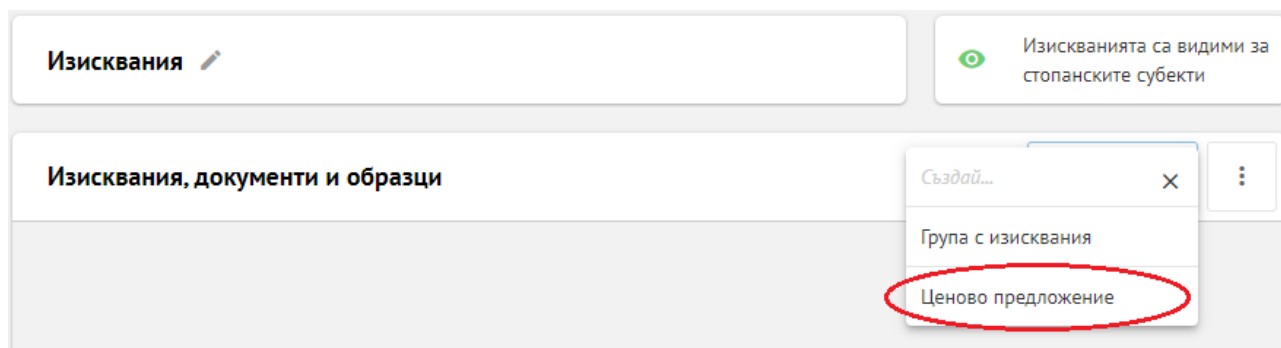 Изисквания
Изискванията са видими за
стопанските субекти
Изисквания, документи и образци
Създай...
Група с изисквания
Ценово предложение